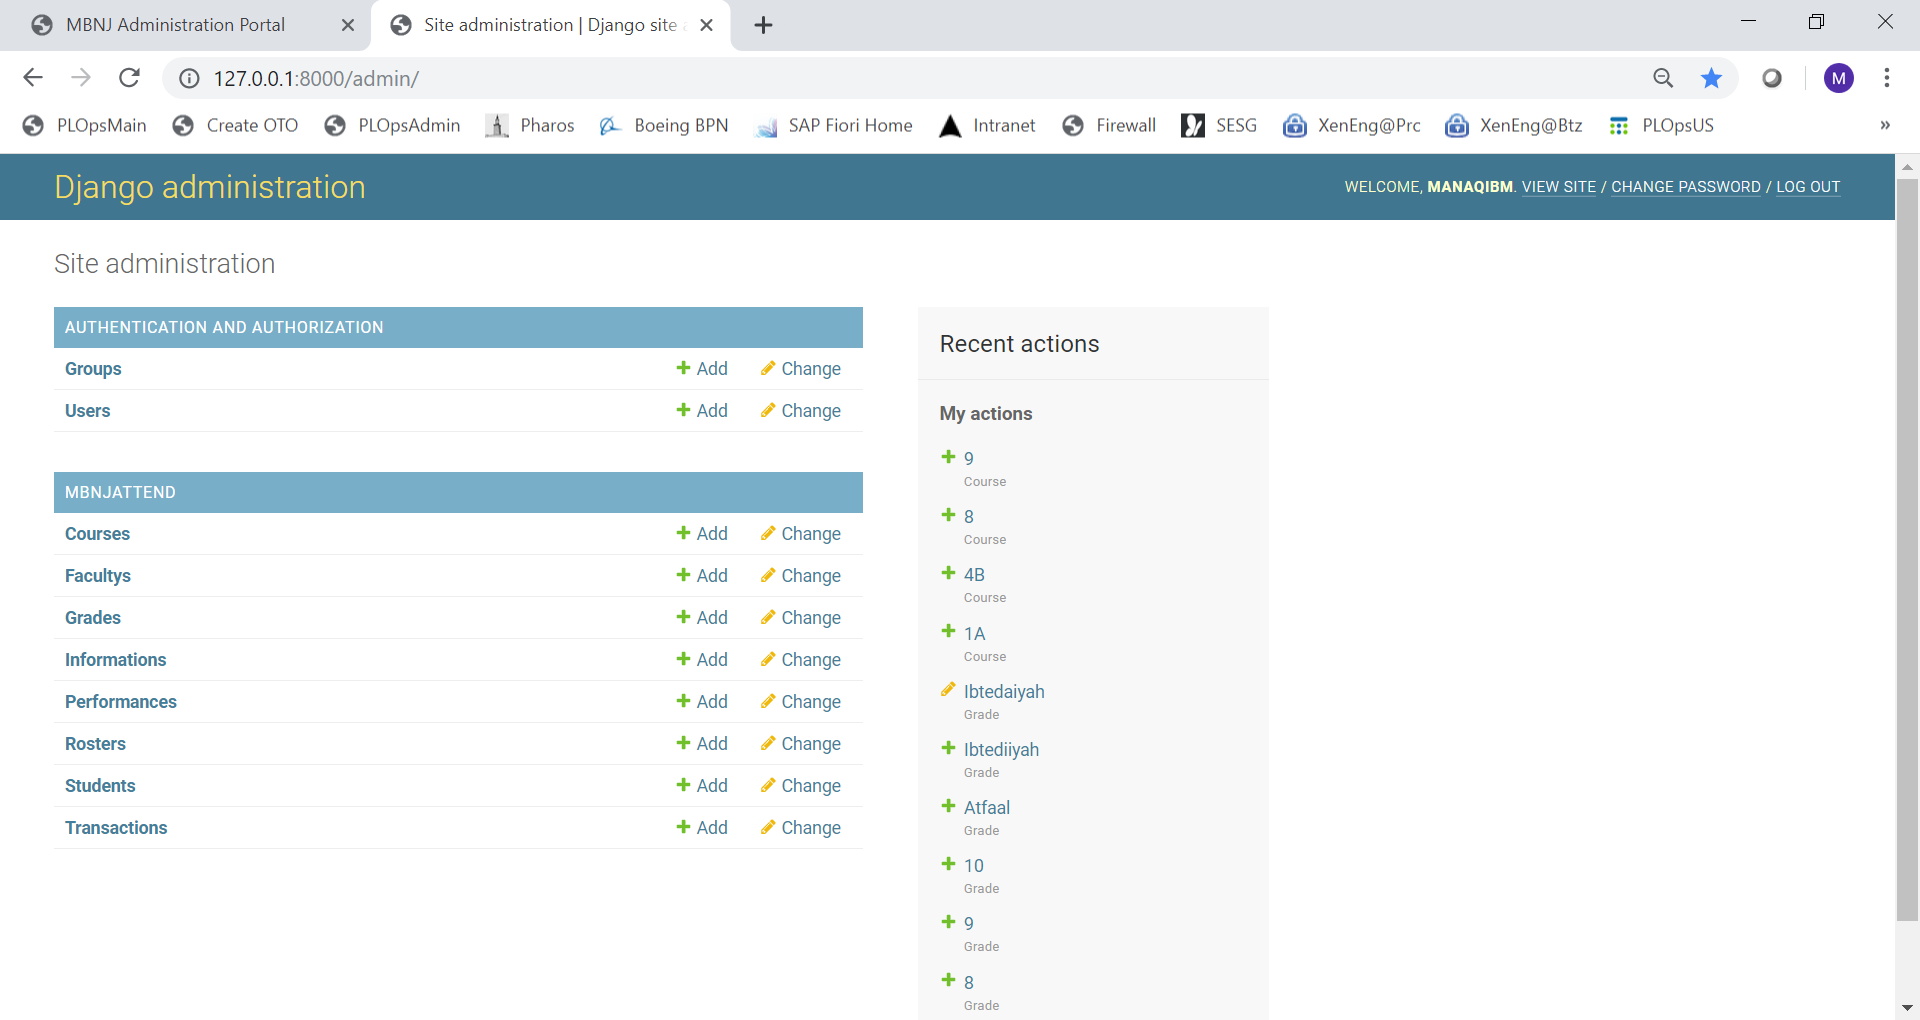 MBNJ Administration Portal
Site administration | Django site
127.0.0.1:8000/admin/
M
PLOpsMain Create OTO PLOpsAdmin Pharos Boeing BPN SAP Fiori Home Intranet Firewall SESG XenEng@Prc XenEng@Btz PLOpsUS »
Django administration
WELCOME, MANAQIBM. VIEW SITE / CHANGE PASSWORD / LOG OUT
Site administration
AUTHENTICATION AND AUTHORIZATION
Groups Add Change
Users Add Change
MBNJATTEND
Courses Add Change
Facultys Add Change
Grades Add Change
Informations Add Change
Performances Add Change
Rosters Add Change
Students Add Change
Transactions Add Change
Recent actions
My actions
9
Course
8
Course
4B
Course
1A
Course
Ibtedaiyah
Grade
Ibtediiyah
Grade
Atfaal
Grade
10
Grade
9
Grade
8
Grade